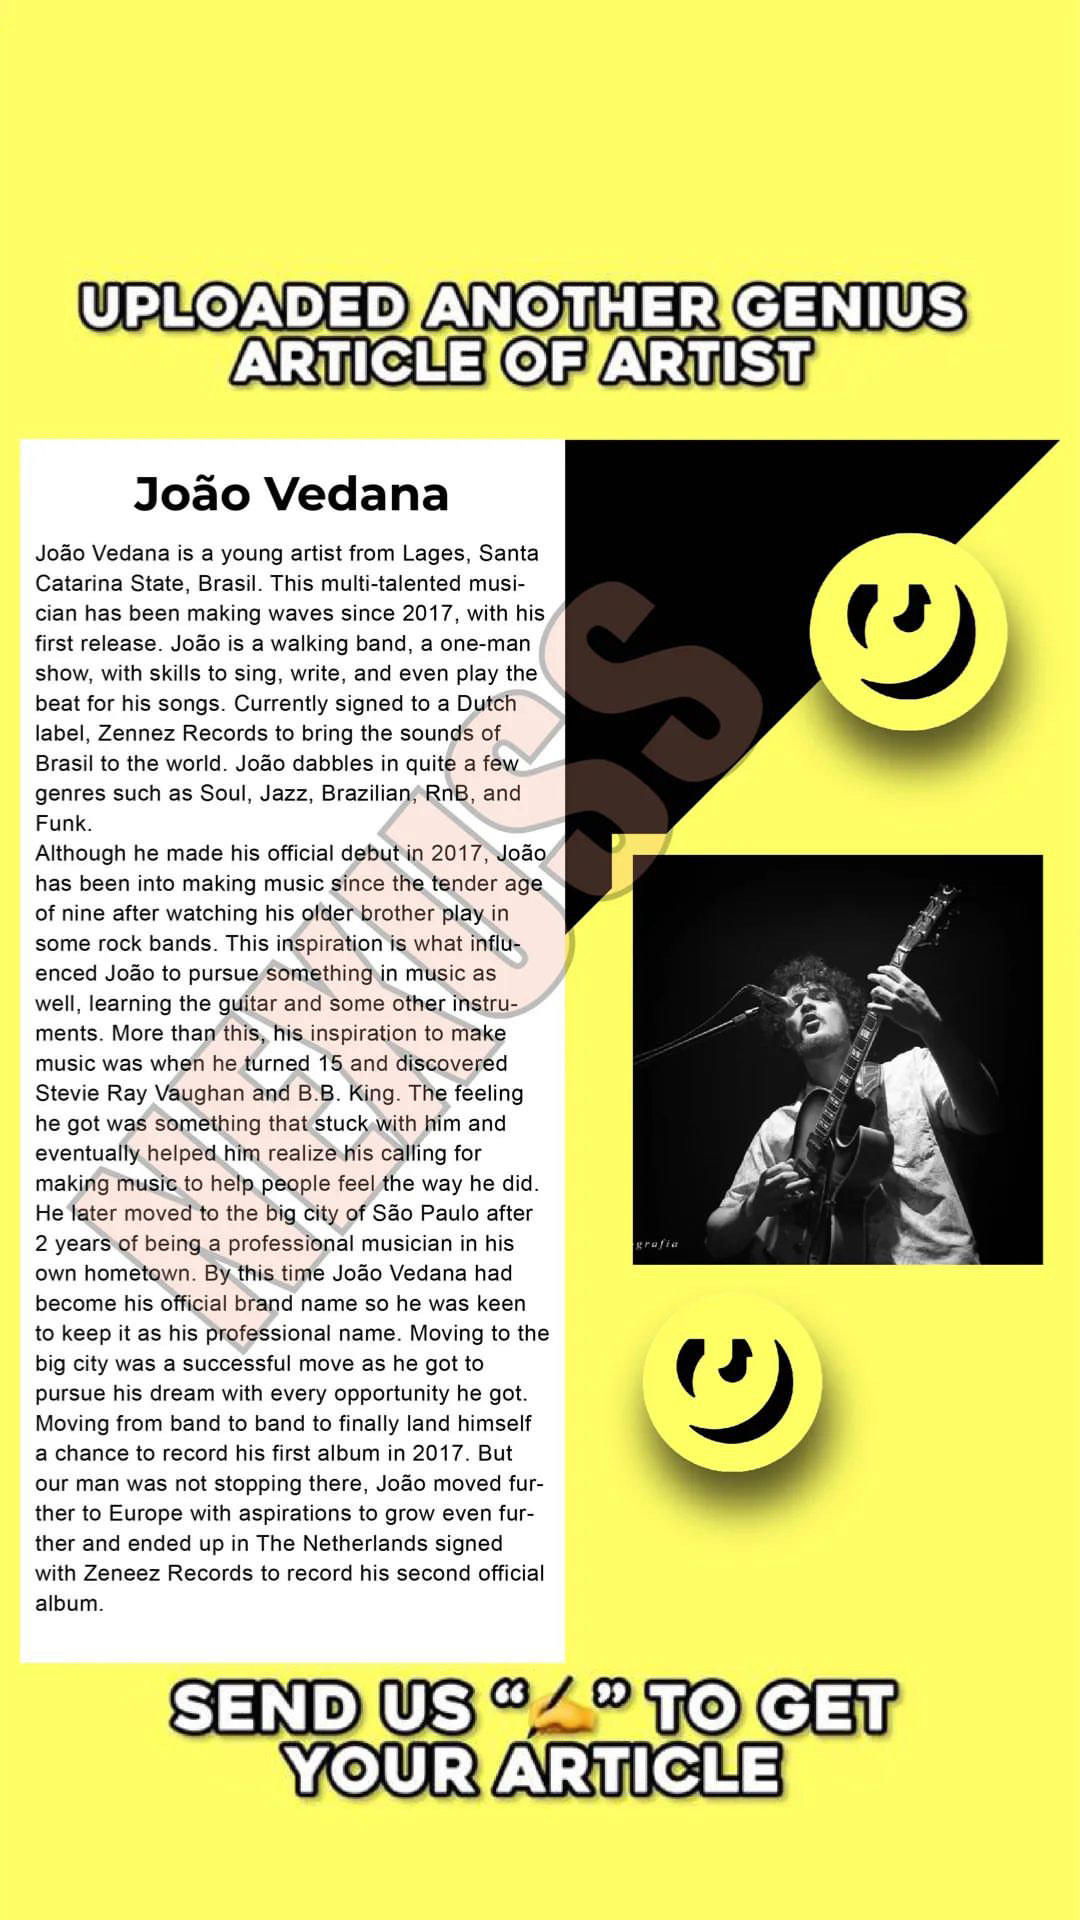 UPLOADED ANOTHER GENIUS
ARTICLE OF ARTIST
João Vedana
João Vedana is a young artist from Lages, Santa
Catarina State, Brasil. This multi-talented musi-
cian has been making waves since 2017, with his
first release. João is a walking band, a one-man
show, with skills to sing, write, and even play the
beat for his songs. Currently signed to a Dutch
label, Zennez Records to bring the sounds of
Brasil to the world. João dabbles in quite a few
genres such as Soul, Jazz, Brazilian, RnB, and
Funk.
Although he made his official debut in 2017, João
has been into making music since the tender age
of nine after watching his older brother play in
some rock bands. This inspiration is what influ-
enced João to pursue something in music as
well, learning the guitar and some other instru-
ments. More than this, his inspiration to make
music was when he turned 15 and discovered
Stevie Ray Vaughan and B.B. King. The feeling
he got was something that stuck with him and
eventually helped him realize his calling for
making music to help people feel the way he did.
He later moved to the big city of São Paulo after
2 years of being a professional musician in his
own hometown. By this time João Vedana had
become his official brand name so he was keen
to keep it as his professional name. Moving to the
big city was a successful move as he got to
pursue his dream with every opportunity he got.
Moving from band to band to finally land himself
a chance to record his first album in 2017. But
our man was not stopping there, João moved fur-
ther to Europe with aspirations to grow even fur-
ther and ended up in The Netherlands signed
with Zeneez Records to record his second official
album.
NEXUSS
grafia
SEND US “✍” TO GET
YOUR ARTICLE